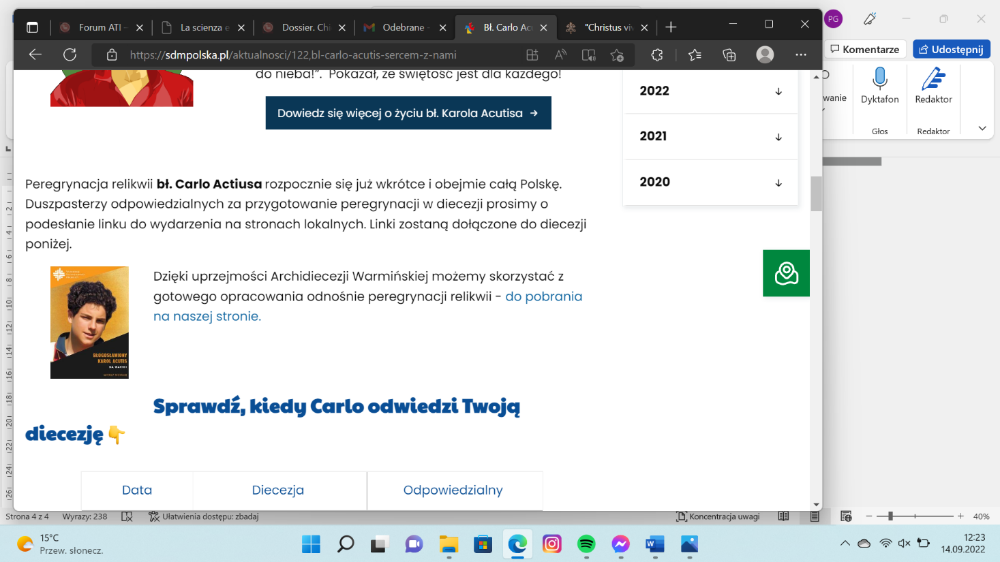 Forum ATI -
La scienza e
Dossier. Chi
Odebrane -
Bł. Carlo Acu
"Christus viv
PG
https://sdmpolska.pl/aktualnosci/122,bl-carlo-acutis-sercem-z-nami
Komentarze
Udostępnij
wanie
Dyktafon
Redaktor
Głos
Redaktor
do nieba!”. Pokazał, że świętość jest dla każdego!
Dowiedz się więcej o życiu bł. Karola Acutisa →
2022
2021
2020
Peregrynacja relikwii bł. Carlo Actiusa rozpocznie się już wkrótce i obejmie całą Polskę.
Duszpasterzy odpowiedzialnych za przygotowanie peregrynacji w diecezji prosimy o
podesłanie linku do wydarzenia na stronach lokalnych. Linki zostaną dołączone do diecezji
poniżej.
Dzięki uprzejmości Archidiecezji Warmińskiej możemy skorzystać z
gotowego opracowania odnośnie peregrynacji relikwii - do pobrania
na naszej stronie.
BŁOGOSŁAWIONY
KAROL ACUTIS
NA WARMII
Sprawdź, kiedy Carlo odwiedzi Twoją
diecezję 👇
Data
Diecezja
Odpowiedzialny
Strona 4 z 4
Wyrazy: 238
Ułatwienia dostępu: zbadaj
Koncentracja uwagi
40%
15°C
Przew. słonecz.
12:23
14.09.2022